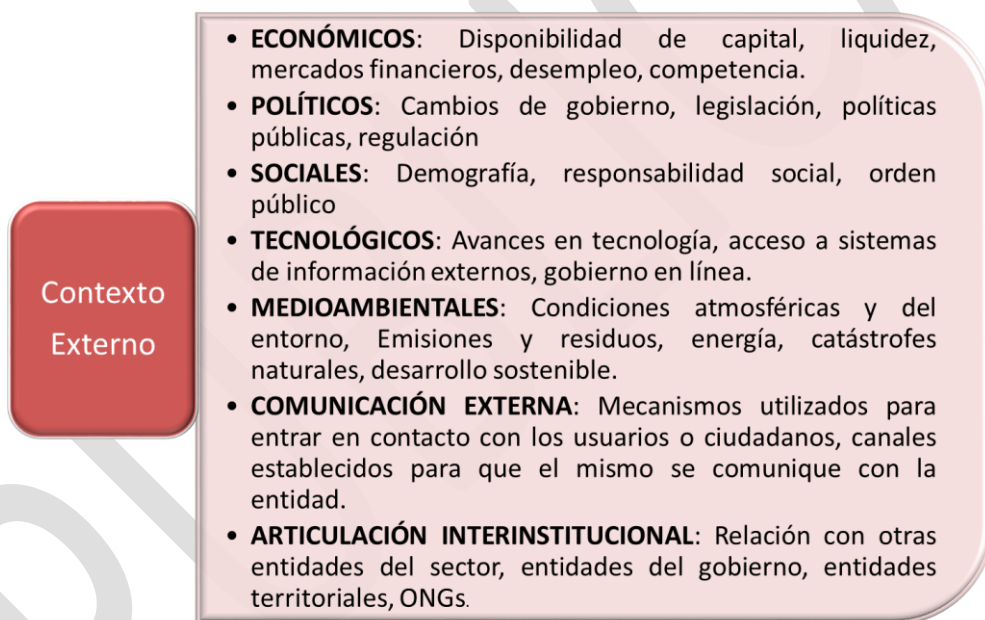 Contexto
Externo
• ECONÓMICOS: Disponibilidad de capital, liquidez,
mercados financieros, desempleo, competencia.
• POLÍTICOS: Cambios de gobierno, legislación, políticas
públicas, regulación
• SOCIALES: Demografía, responsabilidad social, orden
público
• TECNOLÓGICOS: Avances en tecnología, acceso a sistemas
de información externos, gobierno en línea.
• MEDIOAMBIENTALES: Condiciones atmosféricas y del
entorno, Emisiones y residuos, energía, catástrofes
naturales, desarrollo sostenible.
• COMUNICACIÓN EXTERNA: Mecanismos utilizados para
entrar en contacto con los usuarios o ciudadanos, canales
establecidos para que el mismo se comunique con la
entidad.
• ARTICULACIÓN INTERINSTITUCIONAL: Relación con otras
entidades del sector, entidades del gobierno, entidades
territoriales, ONGs.